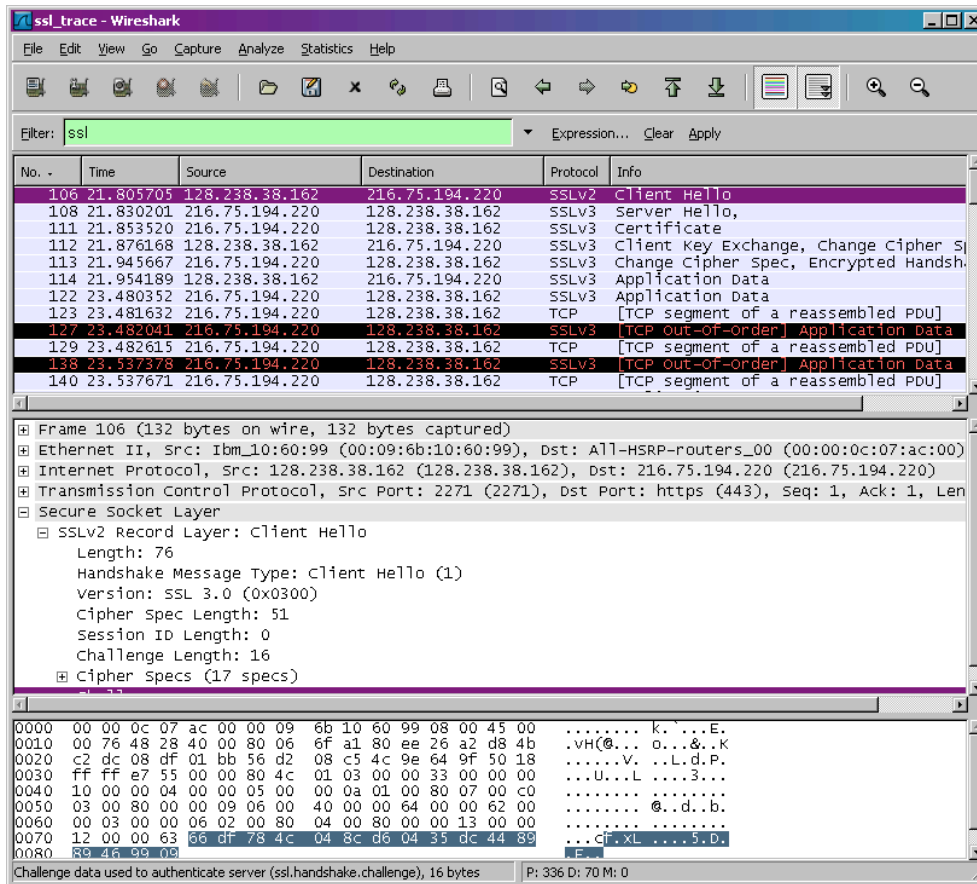 ssl_trace - Wireshark
File Edit View Go Capture Analyze Statistics Help
Filter: ssl Expression... Clear Apply
No. - Time Source Destination Protocol Info
106 21.805705 128.238.38.162 216.75.194.220 SSLv2 Client Hello
108 21.830201 216.75.194.220 128.238.38.162 SSLv3 Server Hello,
111 21.853520 216.75.194.220 128.238.38.162 SSLv3 Certificate
112 21.876168 128.238.38.162 216.75.194.220 SSLv3 Client Key Exchange, Change Cipher Sp
113 21.945667 216.75.194.220 128.238.38.162 SSLv3 Change Cipher Spec, Encrypted Handsh
114 21.954189 128.238.38.162 216.75.194.220 SSLv3 Application Data
122 23.480352 216.75.194.220 128.238.38.162 SSLv3 Application Data
123 23.481632 216.75.194.220 128.238.38.162 TCP [TCP segment of a reassembled PDU]
127 23.482041 216.75.194.220 128.238.38.162 SSLv3 [TCP Out-Of-Order] Application Data
129 23.482615 216.75.194.220 128.238.38.162 TCP [TCP segment of a reassembled PDU]
138 23.537378 216.75.194.220 128.238.38.162 SSLv3 [TCP Out-Of-Order] Application Data
140 23.537671 216.75.194.220 128.238.38.162 TCP [TCP segment of a reassembled PDU]
Frame 106 (132 bytes on wire, 132 bytes captured)
Ethernet II, Src: Ibm_10:60:99 (00:09:6b:10:60:99), Dst: All-HSRP-routers_00 (00:00:0c:07:ac:00)
Internet Protocol, Src: 128.238.38.162 (128.238.38.162), Dst: 216.75.194.220 (216.75.194.220)
Transmission Control Protocol, Src Port: 2271 (2271), Dst Port: https (443), Seq: 1, Ack: 1, Len
Secure Socket Layer
SSLv2 Record Layer: Client Hello
Length: 76
Handshake Message Type: Client Hello (1)
Version: SSL 3.0 (0x0300)
Cipher Spec Length: 51
Session ID Length: 0
Challenge Length: 16
Cipher Specs (17 specs)
0000 00 00 0c 07 ac 00 00 09 6b 10 60 99 08 00 45 00 ........ k.`...E.
0010 00 76 48 28 40 00 80 06 6f a1 80 ee 26 a2 d8 4b .vH(@... o...&..K
0020 c2 dc 08 df 01 bb 56 d2 08 c5 4c 9e 64 9f 50 18 ......V. ..L.d.P.
0030 ff ff e7 55 00 00 80 4c 01 03 00 00 33 00 00 00 ...U...L ....3...
0040 10 00 00 04 00 00 05 00 00 0a 01 00 80 07 00 c0 ........ ........
0050 03 00 80 00 00 09 06 00 40 00 00 64 00 00 62 00 ........ @..d..b.
0060 00 03 00 00 06 02 00 80 04 00 80 00 00 13 00 00 ........ ........
0070 12 00 00 63 66 df 78 4c 04 8c d6 04 35 dc 44 89 ...cf.xL ....5.D.
0080 89 46 99 09 .F..
Challenge data used to authenticate server (ssl.handshake.challenge), 16 bytes P: 336 D: 70 M: 0